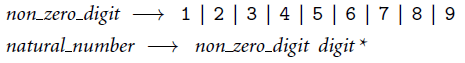 non_zero_digit ⟶ 1 | 2 | 3 | 4 | 5 | 6 | 7 | 8 | 9
natural_number ⟶ non_zero_digit digit *